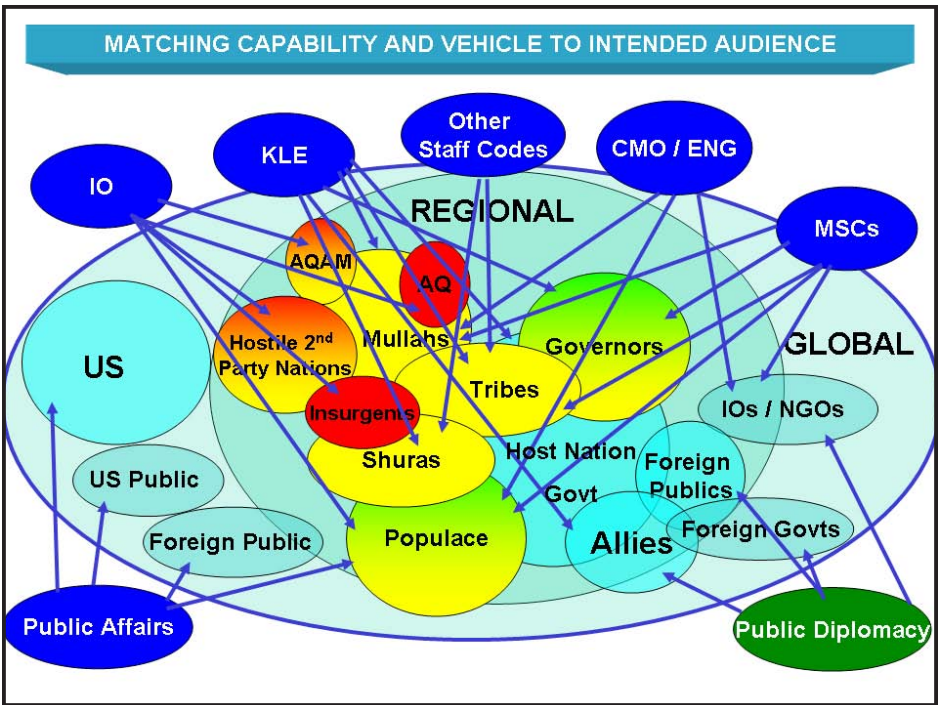 MATCHING CAPABILITY AND VEHICLE TO INTENDED AUDIENCE
Other
Staff Codes
KLE
CMO / ENG
IO
MSCs
REGIONAL
AQAM
AQ
Mullahs
Hostile 2nd
Party Nations
Governors
GLOBAL
US
Tribes
Insurgents
IOs / NGOs
Shuras
Host Nation
Govt
US Public
Foreign
Publics
Foreign Public
Populace
Allies
Foreign Govts
Public Affairs
Public Diplomacy